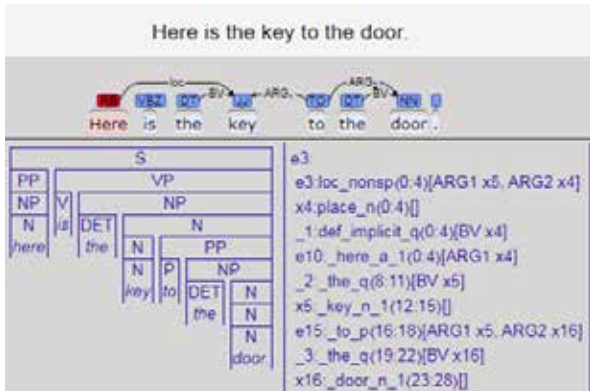 Here is the key to the door.
loc
BV ARG ARG BV
RB VBZ DT TO DT NN .
Here is the key to the door .
S
PP VP
NP V NP
N is DET N
here the N PP
N P NP
key to DET N
the N
N
door
e3:
e3:loc_nonsp(0:4)[ARG1 x5, ARG2 x4]
x4:place_n(0:4)[]
_1:def_implicit_q(0:4)[BV x4]
e10:_here_a_1(0:4)[ARG1 x4]
_2:_the_q(8:11)[BV x5]
x5:_key_n_1(12:15)[]
e15:_to_p(16:18)[ARG1 x5, ARG2 x16]
_3:_the_q(19:22)[BV x16]
x16:_door_n_1(23:28)[]